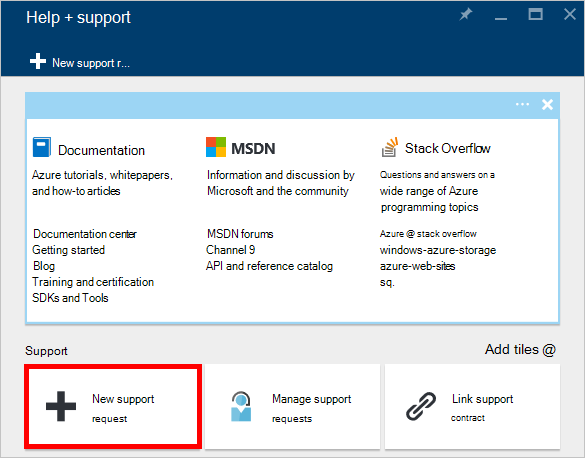 Help + support
New support r...
Documentation
Azure tutorials, whitepapers,
and how-to articles
Documentation center
Getting started
Blog
Training and certification
SDKs and Tools
MSDN
Information and discussion by
Microsoft and the community
MSDN forums
Channel 9
API and reference catalog
Stack Overflow
Questions and answers on a
wide range of Azure
programming topics
Azure @ stack overflow
windows-azure-storage
azure-web-sites
sq.
Support
Add tiles @
New support
request
Manage support
requests
Link support
contract